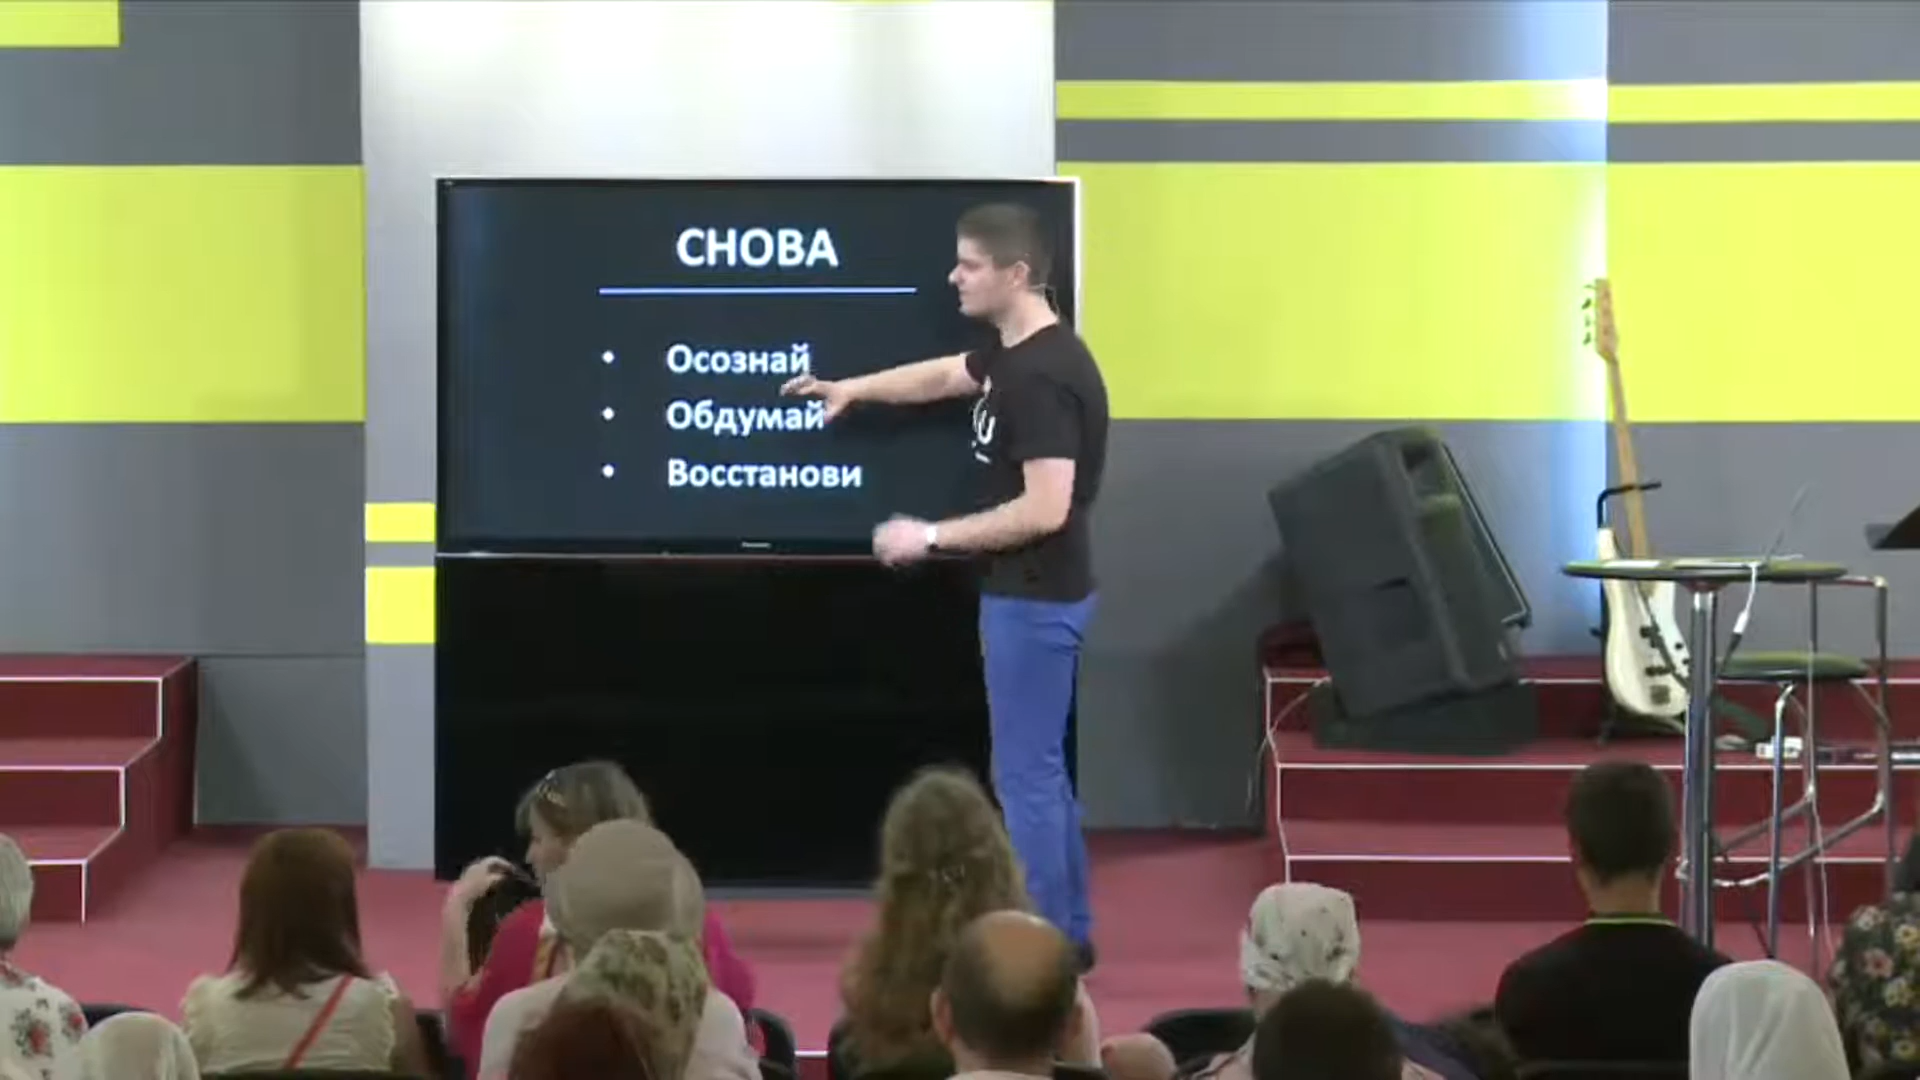 СНОВА
• Осознай
• Обдумай
• Восстанови